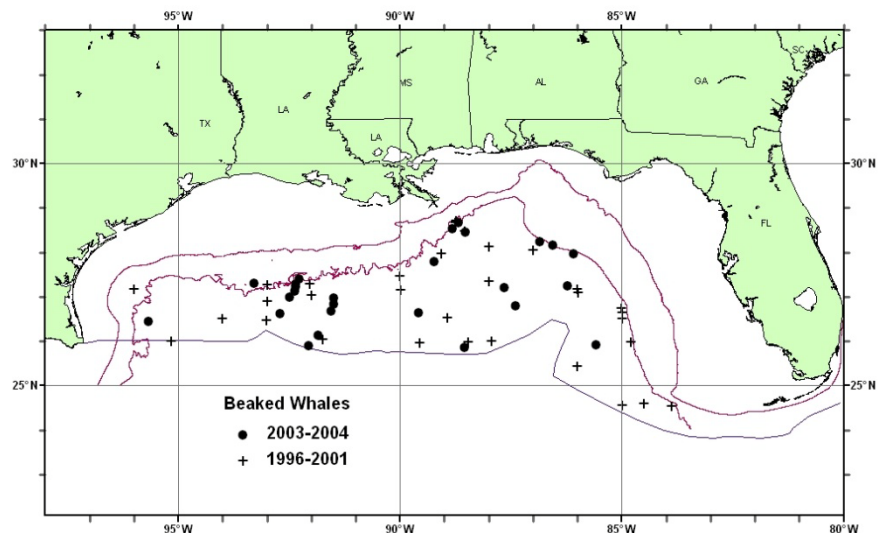 95°W 90°W 85°W
SC
MS AL GA
TX LA
LA
30°N 30°N
FL
25°N 25°N
Beaked Whales
2003-2004
1996-2001
95°W 90°W 85°W 80°W